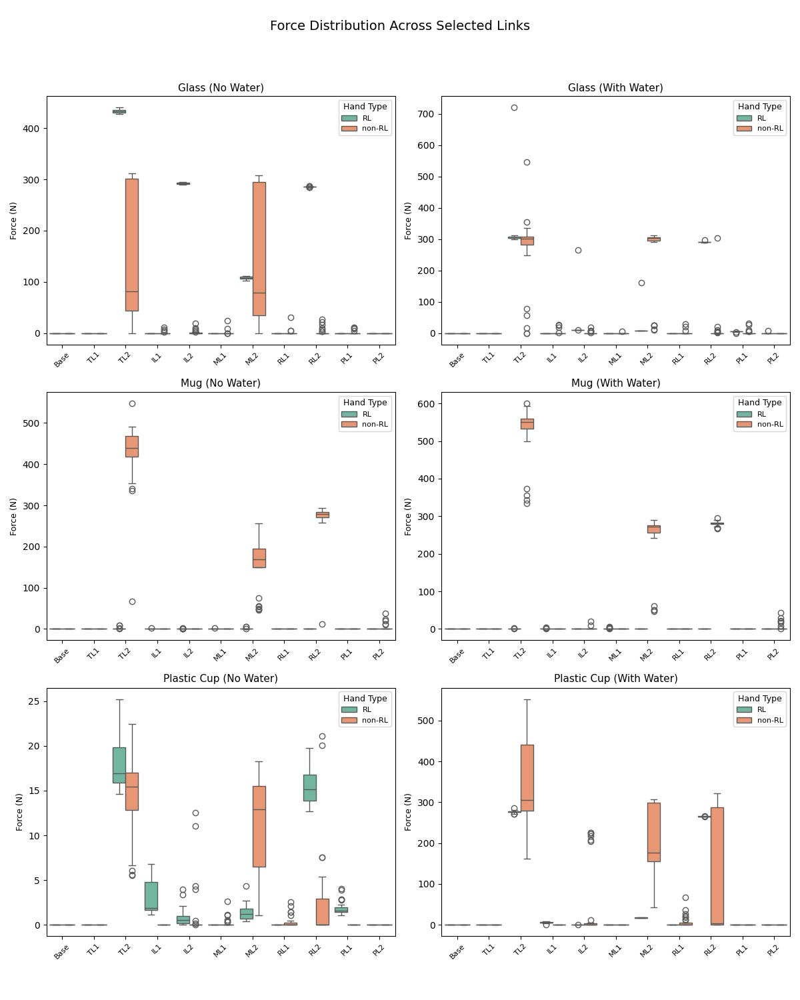 Force Distribution Across Selected Links
Glass (No Water)
Force (N)
400
300
200
100
0
Hand Type
RL
non-RL
Base TL1 TL2 IL1 IL2 ML1 ML2 RL1 RL2 PL1 PL2
Glass (With Water)
Force (N)
700
600
500
400
300
200
100
0
Hand Type
RL
non-RL
Base TL1 TL2 IL1 IL2 ML1 ML2 RL1 RL2 PL1 PL2
Mug (No Water)
Force (N)
500
400
300
200
100
0
Hand Type
RL
non-RL
Base TL1 TL2 IL1 IL2 ML1 ML2 RL1 RL2 PL1 PL2
Mug (With Water)
Force (N)
600
500
400
300
200
100
0
Hand Type
RL
non-RL
Base TL1 TL2 IL1 IL2 ML1 ML2 RL1 RL2 PL1 PL2
Plastic Cup (No Water)
Force (N)
25
20
15
10
5
0
Hand Type
RL
non-RL
Base TL1 TL2 IL1 IL2 ML1 ML2 RL1 RL2 PL1 PL2
Plastic Cup (With Water)
Force (N)
500
400
300
200
100
0
Hand Type
RL
non-RL
Base TL1 TL2 IL1 IL2 ML1 ML2 RL1 RL2 PL1 PL2